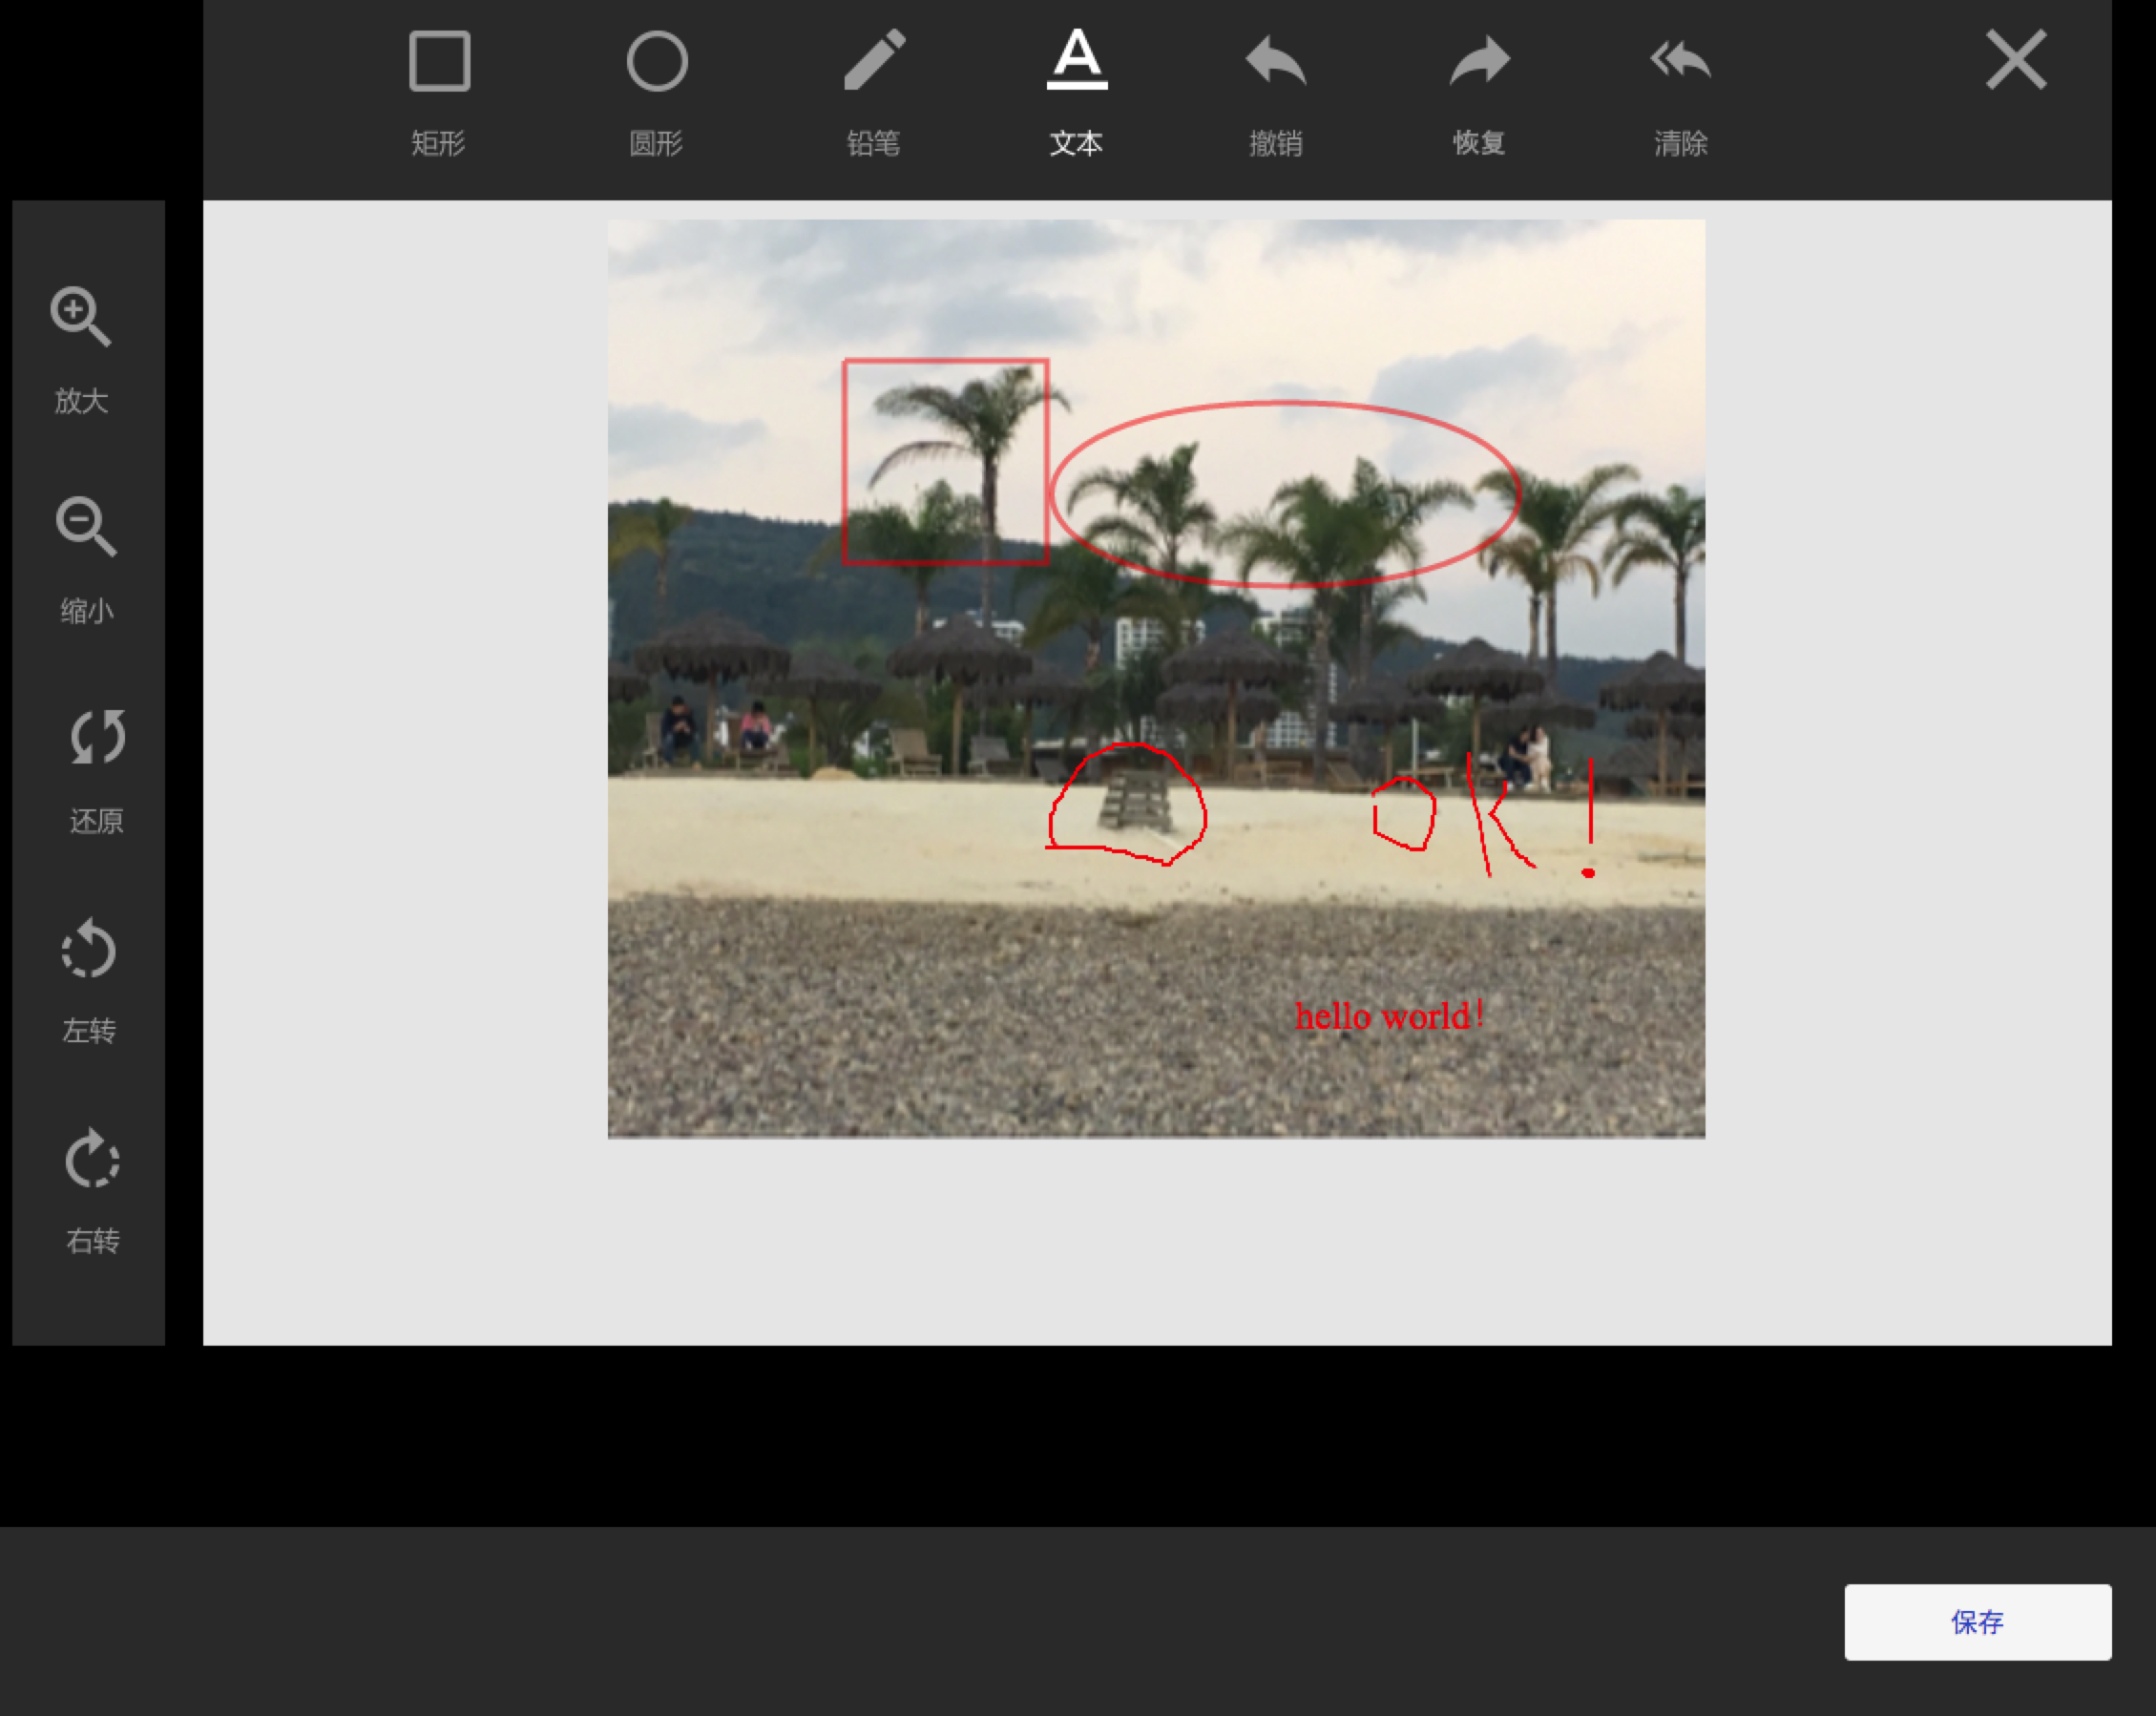 矩形 圆形 铅笔 文本 撤销 恢复 清除
放大
缩小
还原
左转
右转
OK!
hello world!
保存